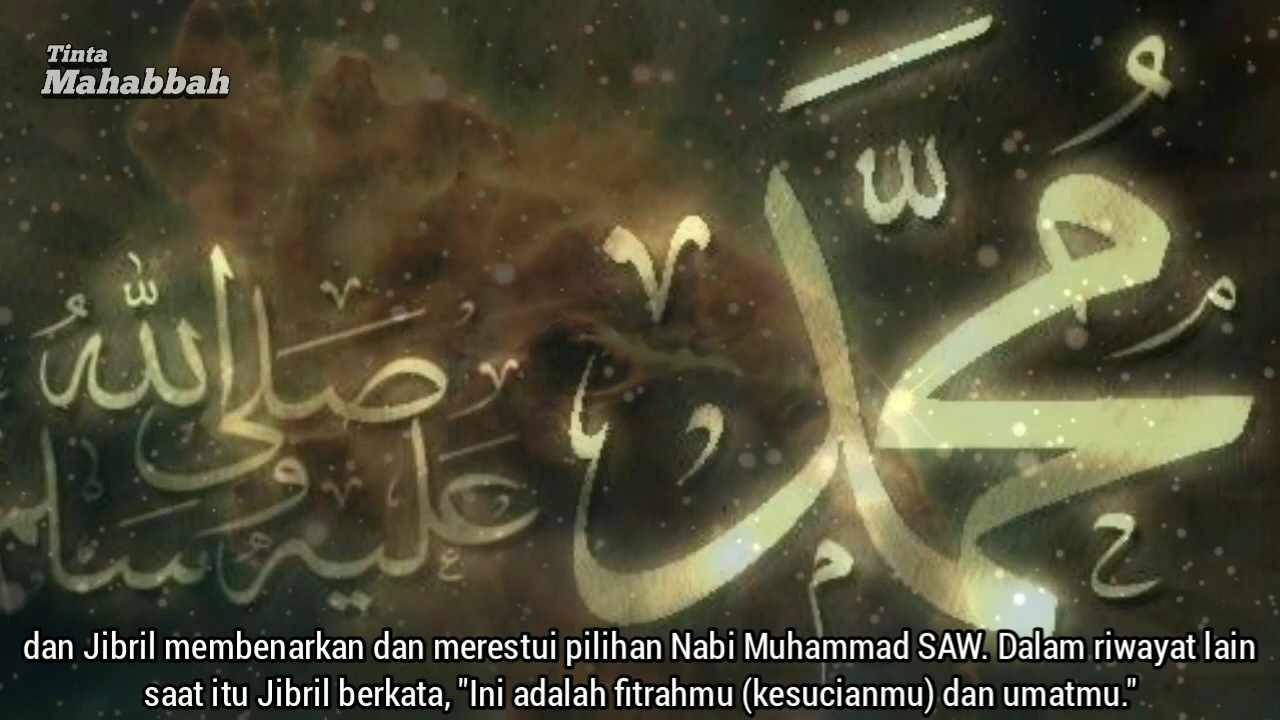 Tinta
Mahabbah
محمد
صلى الله
عليه وسلم
dan Jibril membenarkan dan merestui pilihan Nabi Muhammad SAW. Dalam riwayat lain
saat itu Jibril berkata, "Ini adalah fitrahmu (kesucianmu) dan umatmu."